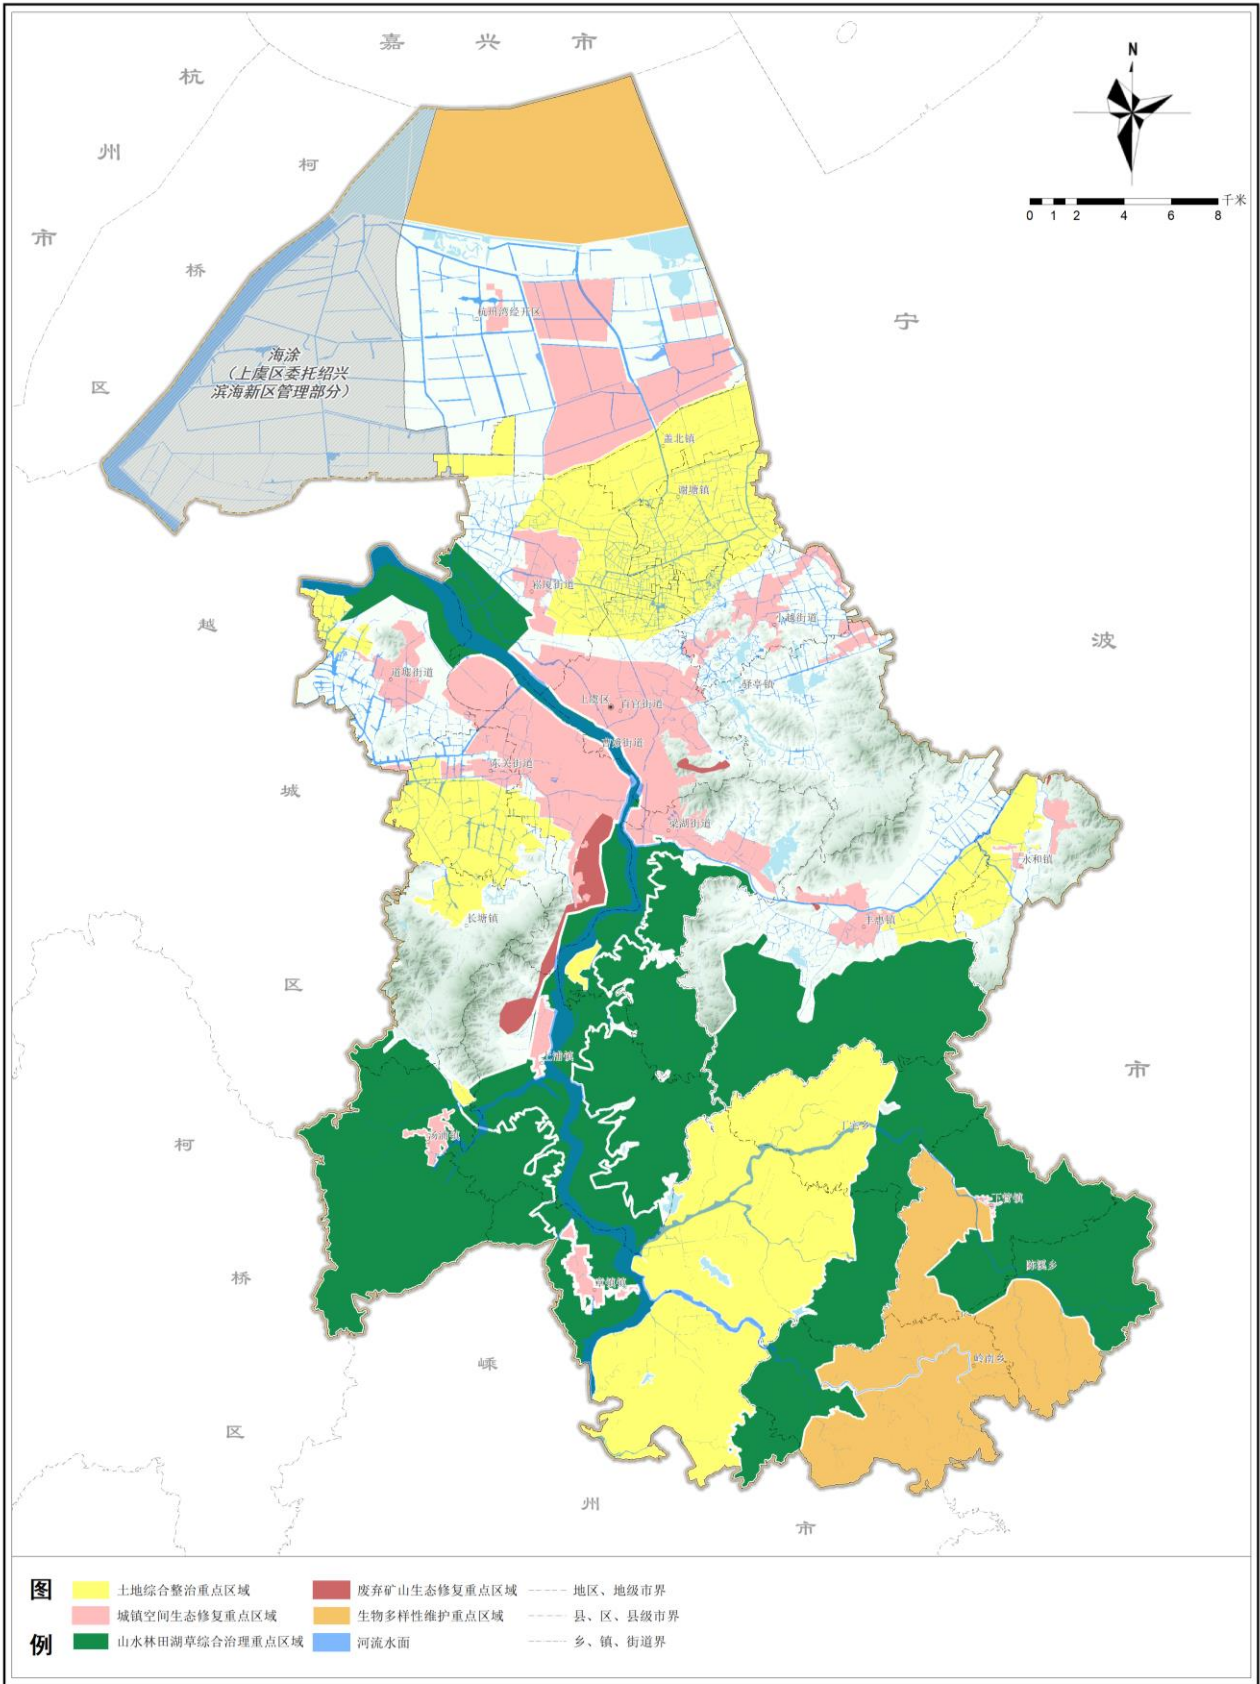 嘉兴市
N
杭
州
市
柯
桥
区
千米
0 1 2 4 6 8
宁
杭州湾经开区
海涂
（上虞区委托绍兴
滨海新区管理部分）
盖北镇
谢塘镇
崧厦街道
小越街道
越
波
道墟街道
驿亭镇
上虞区
百官街道
曹娥街道
东关街道
城
梁湖街道
永和镇
长塘镇
丰惠镇
区
上浦镇
市
汤浦镇
丁宅乡
柯
下管镇
陈溪乡
桥
章镇镇
岭南乡
嵊
区
州
市
图
例
土地综合整治重点区域
废弃矿山生态修复重点区域
地区、地级市界
城镇空间生态修复重点区域
生物多样性维护重点区域
县、区、县级市界
山水林田湖草综合治理重点区域
河流水面
乡、镇、街道界